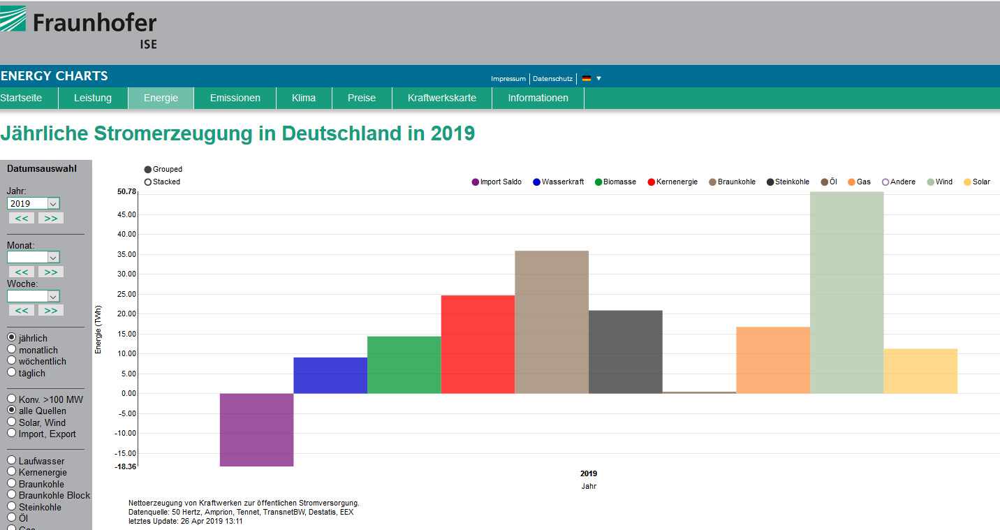 Fraunhofer
ISE
ENERGY CHARTS
Impressum
Datenschutz
Startseite
Leistung
Energie
Emissionen
Klima
Preise
Kraftwerkskarte
Informationen
Jährliche Stromerzeugung in Deutschland in 2019
Datumsauswahl
Jahr:
2019
<< >>
Monat:
<< >>
Woche:
<< >>
jährlich
monatlich
wöchentlich
täglich
Konv. >100 MW
alle Quellen
Solar, Wind
Import, Export
Laufwasser
Kernenergie
Braunkohle
Braunkohle Block
Steinkohle
Öl
Gas
Grouped
Stacked
Import Saldo
Wasserkraft
Biomasse
Kernenergie
Braunkohle
Steinkohle
Öl
Gas
Andere
Wind
Solar
50.78
45.00
40.00
35.00
30.00
25.00
20.00
15.00
10.00
5.00
0.00
-5.00
-10.00
-15.00
-18.36
Energie (TWh)
2019
Jahr
Nettoerzeugung von Kraftwerken zur öffentlichen Stromversorgung.
Datenquelle: 50 Hertz, Amprion, Tennet, TransnetBW, Destatis, EEX
letztes Update: 26 Apr 2019 13:11